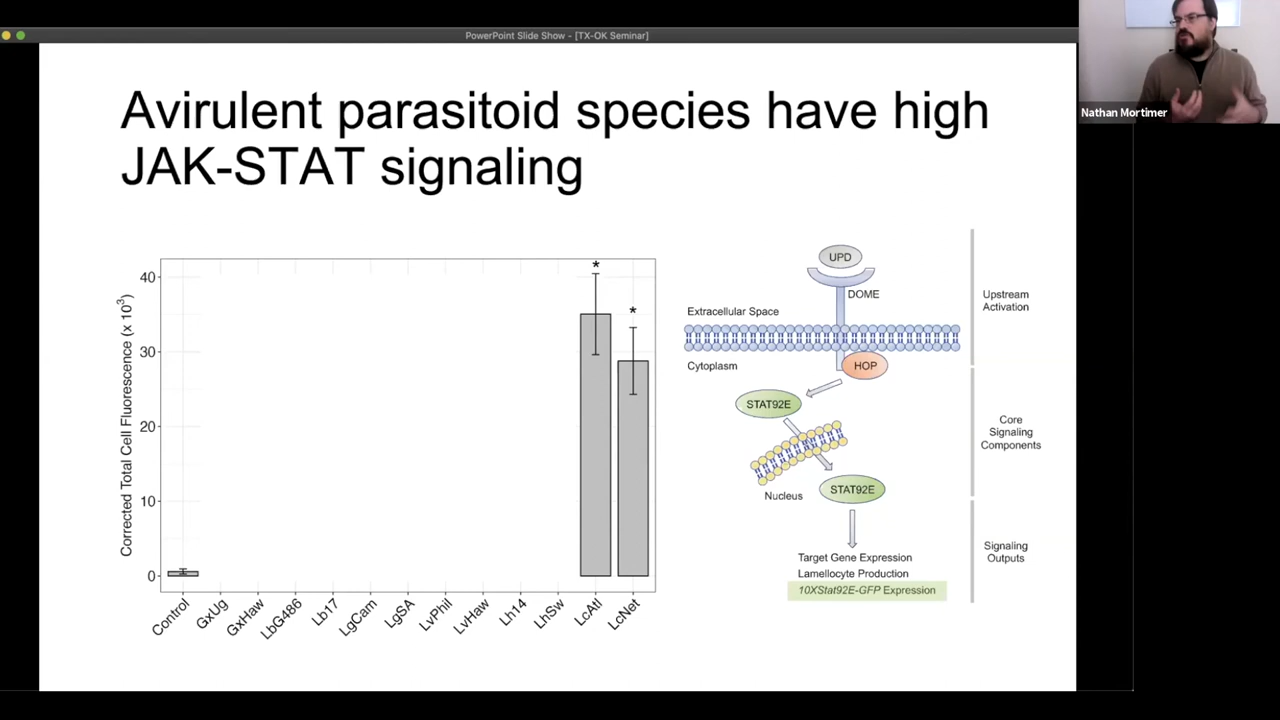 PowerPoint Slide Show - [TX-OK Seminar]
Nathan Mortimer
Avirulent parasitoid species have high
JAK-STAT signaling
Corrected Total Cell Fluorescence (x 10³)
40
30
20
10
0
*
*
Control
GxUg
GxHaw
LbG486
Lb17
LgCam
LgSA
LvPhil
LvHaw
Lh14
LhSw
LcAtl
LcNet
UPD
DOME
Extracellular Space
Cytoplasm
HOP
STAT92E
Nucleus
STAT92E
Target Gene Expression
Lamellocyte Production
10XStat92E-GFP Expression
Upstream
Activation
Core
Signaling
Components
Signaling
Outputs